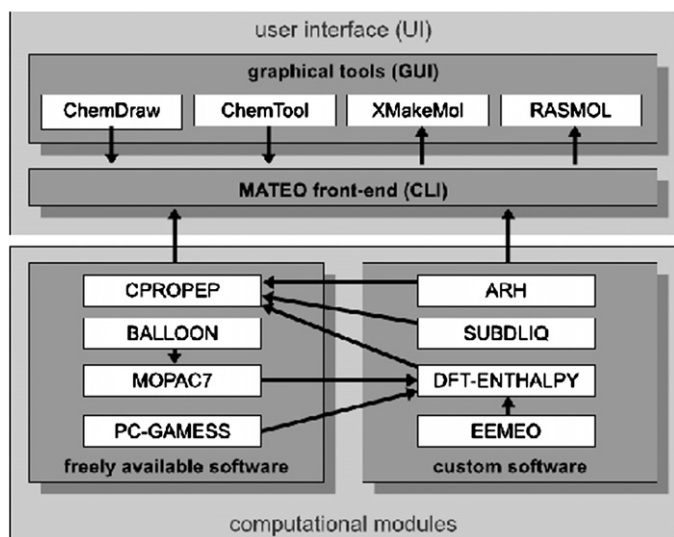 user interface (UI)
graphical tools (GUI)
ChemDraw
ChemTool
XMakeMol
RASMOL
MATEO front-end (CLI)
CPROPEP
ARH
BALLOON
SUBDLIQ
MOPAC7
DFT-ENTHALPY
PC-GAMESS
EEMEO
freely available software
custom software
computational modules